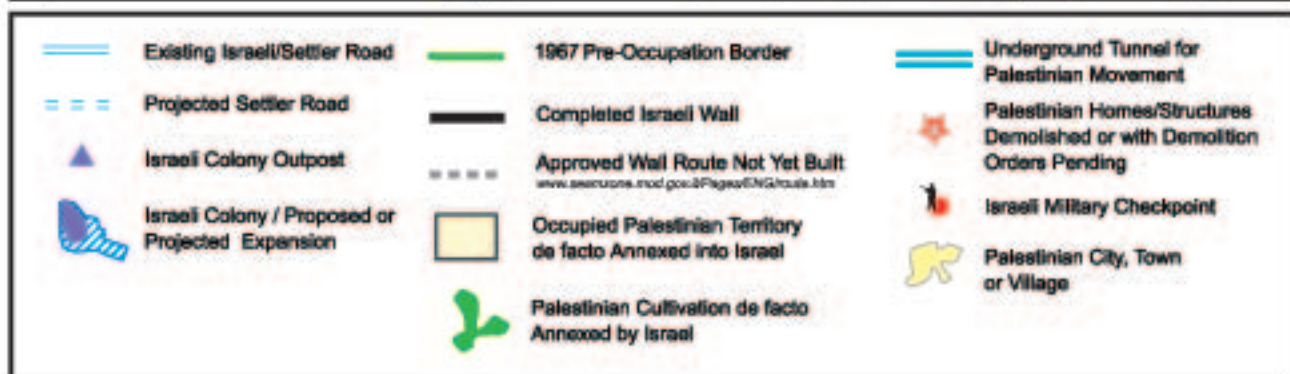 Existing Israeli/Settler Road
Projected Settler Road
Israeli Colony Outpost
Israeli Colony / Proposed or
Projected Expansion
1967 Pre-Occupation Border
Completed Israeli Wall
Approved Wall Route Not Yet Built
Occupied Palestinian Territory
de facto Annexed into Israel
Palestinian Cultivation de facto
Annexed by Israel
Underground Tunnel for
Palestinian Movement
Palestinian Homes/Structures
Demolished or with Demolition
Orders Pending
Israeli Military Checkpoint
Palestinian City, Town
or Village